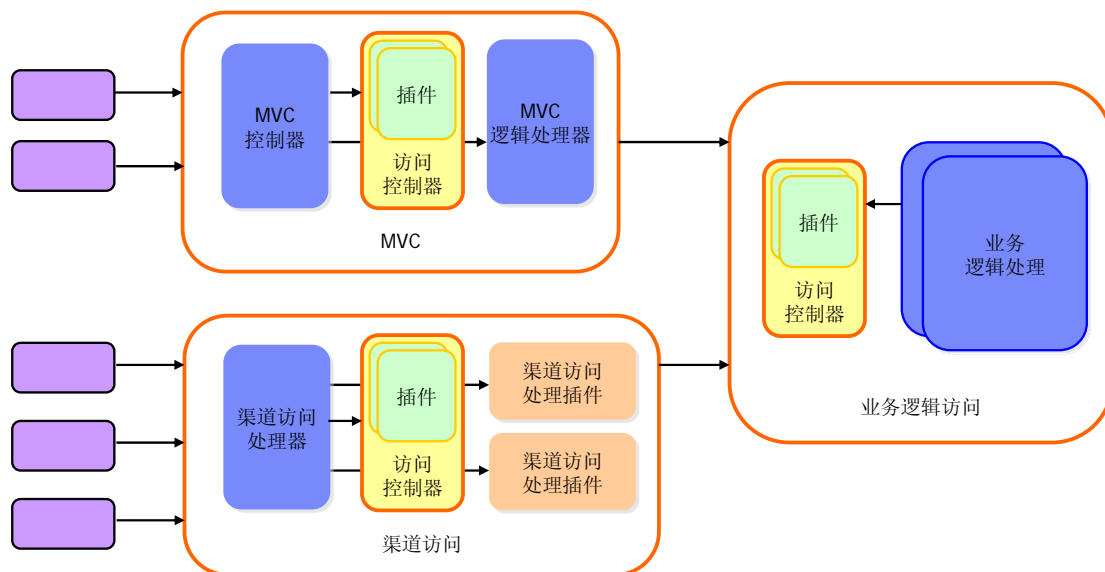 MVC
控制器
插件
访问
控制器
MVC
逻辑处理器
MVC
渠道访问
处理器
插件
访问
控制器
渠道访问
处理插件
渠道访问
处理插件
渠道访问
插件
访问
控制器
业务
逻辑处理
业务逻辑访问